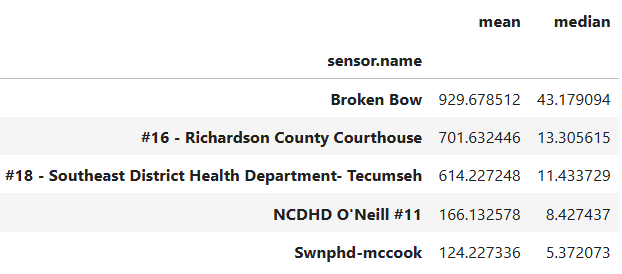 mean median
sensor.name
Broken Bow 929.678512 43.179094
#16 - Richardson County Courthouse 701.632446 13.305615
#18 - Southeast District Health Department- Tecumseh 614.227248 11.433729
NCDHD O'Neill #11 166.132578 8.427437
Swnphd-mccook 124.227336 5.372073